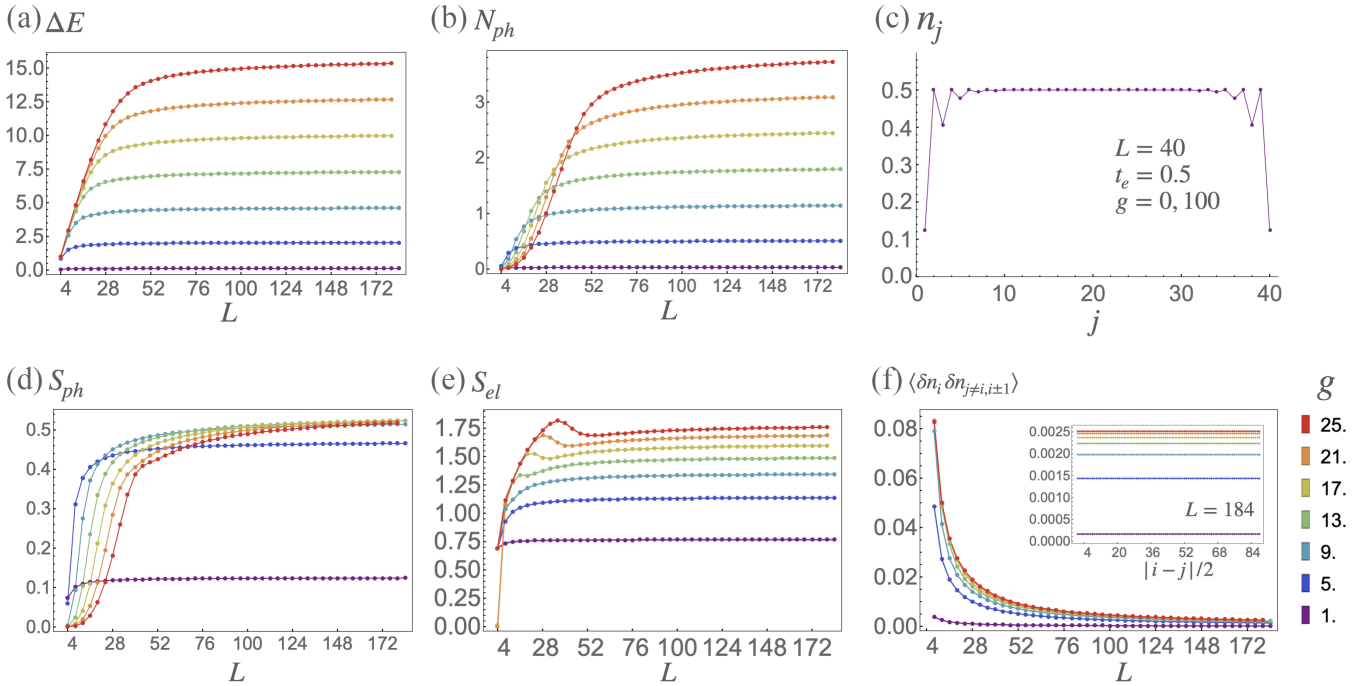 (a) ΔE
15.0
12.5
10.0
7.5
5.0
2.5
0.0
4 28 52 76 100 124 148 172
L
(b) N_ph
3
2
1
0
4 28 52 76 100 124 148 172
L
(c) n_j
0.5
0.4
0.3
0.2
0.1
0.0
L = 40
t_e = 0.5
g = 0, 100
0 10 20 30 40
j
(d) S_ph
0.5
0.4
0.3
0.2
0.1
0.0
4 28 52 76 100 124 148 172
L
(e) S_el
1.75
1.50
1.25
1.00
0.75
0.50
0.25
0.00
4 28 52 76 100 124 148 172
L
(f) ⟨δn_i δn_{j≠i,i±1}⟩
0.08
0.06
0.04
0.02
0.00
4 28 52 76 100 124 148 172
L
0.0025
0.0020
0.0015
0.0010
0.0005
0.0000
L = 184
4 20 36 52 68 84
|i − j|/2
g
25.
21.
17.
13.
9.
5.
1.